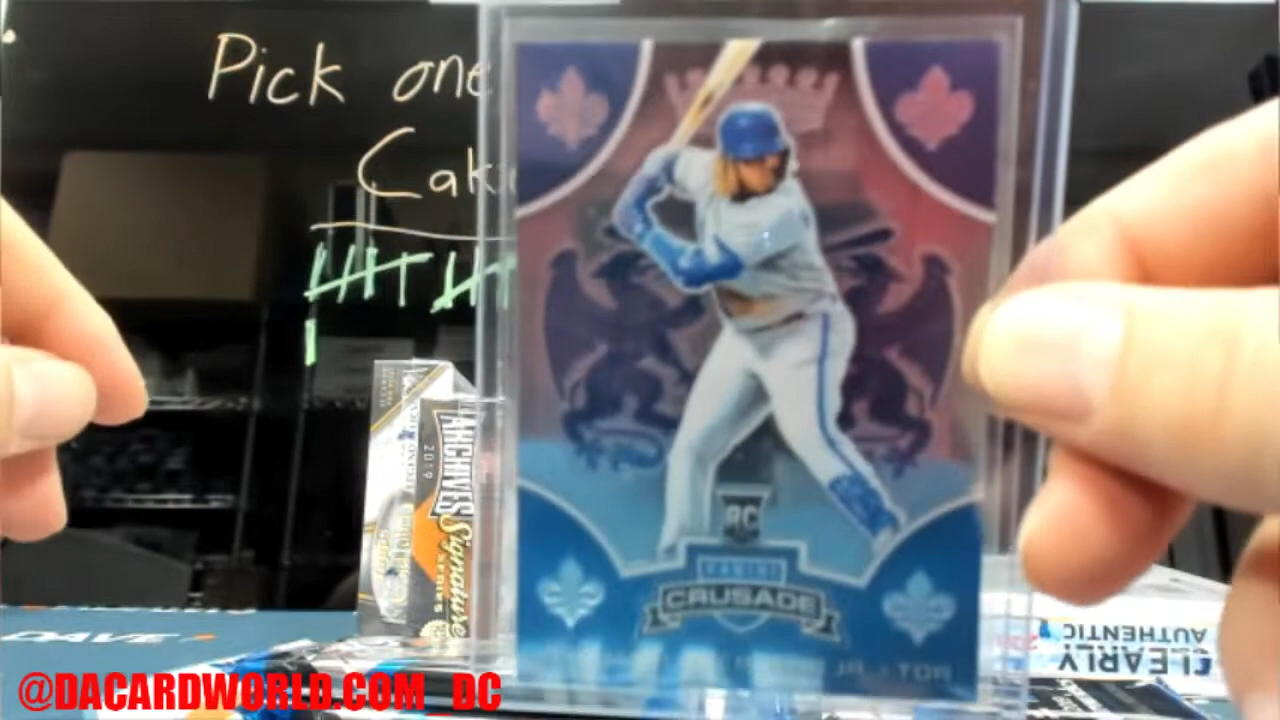 Pick one
Cak
RC
PANINI
CRUSADE
JR. - TOR
2019
ARCHIVES
Signature
SERIES
DAVE
CLEARLY
AUTHENTIC
@DACARDWORLD.COM_DC